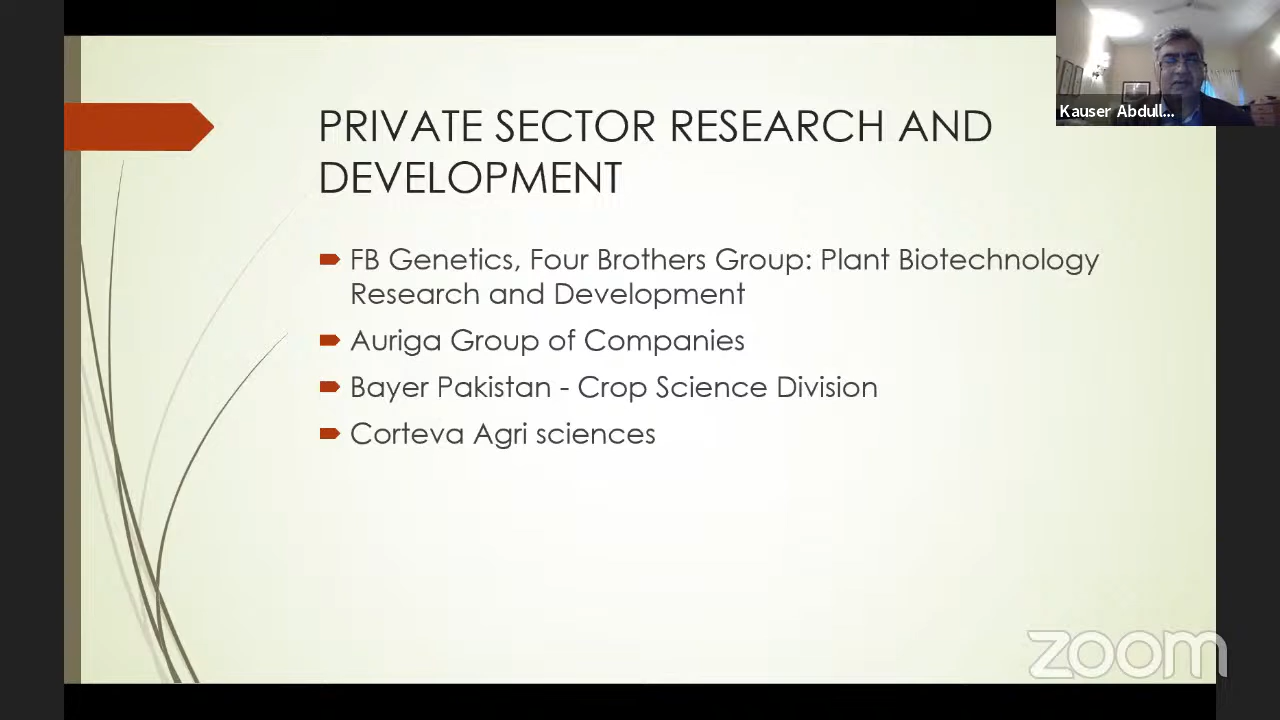 PRIVATE SECTOR RESEARCH AND
DEVELOPMENT
FB Genetics, Four Brothers Group: Plant Biotechnology
Research and Development
Auriga Group of Companies
Bayer Pakistan - Crop Science Division
Corteva Agri sciences
Kauser Abdull...
zoom